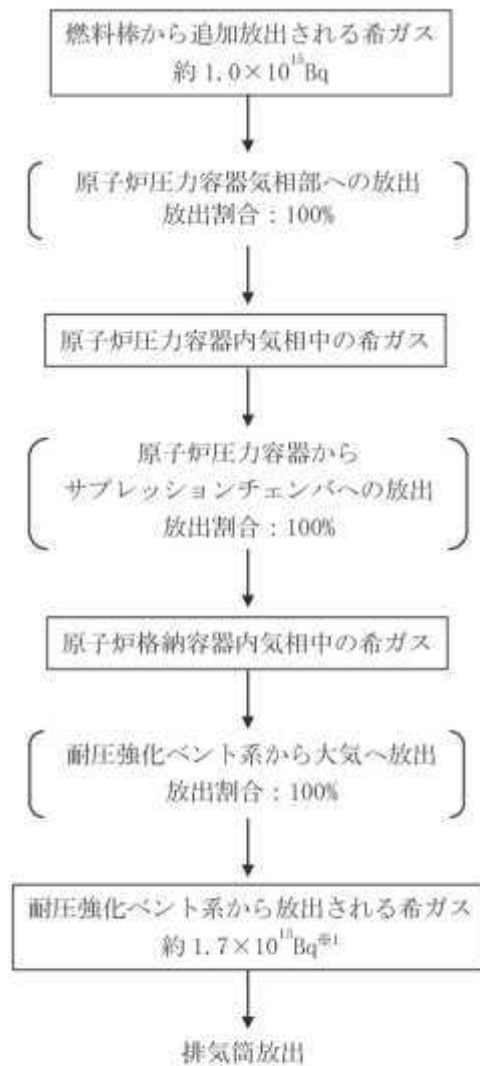 燃料棒から追加放出される希ガス
約 1.0×10¹⁵Bq
原子炉圧力容器気相部への放出
放出割合：100%
原子炉圧力容器内気相中の希ガス
原子炉圧力容器から
サプレッションチェンバへの放出
放出割合：100%
原子炉格納容器内気相中の希ガス
耐圧強化ベント系から大気へ放出
放出割合：100%
耐圧強化ベント系から放出される希ガス
約 1.7×10¹³Bq※1
排気筒放出